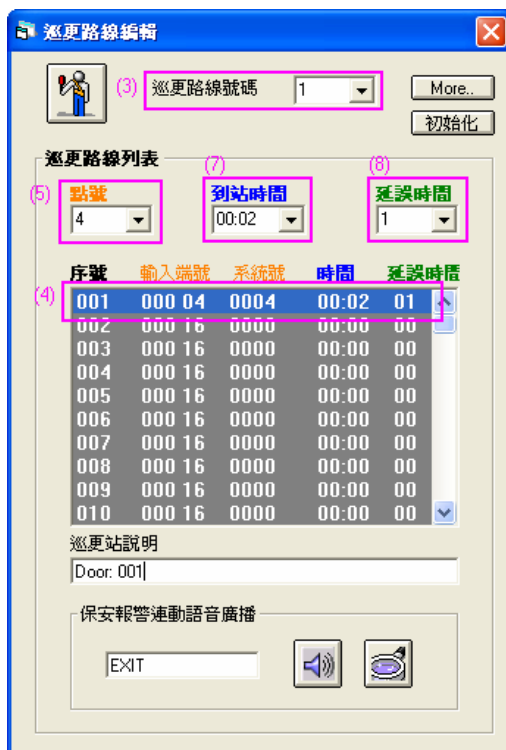 巡更路線編輯
(3) 巡更路線號碼 1 More..
初始化
巡更路線列表
(7) (8)
(5) 點號 到站時間 延誤時間
4 00:02 1
序號 輸入端號 系統號 時間 延誤時間
(4) 001 000 04 0004 00:02 01
002 000 16 0000 00:00 00
003 000 16 0000 00:00 00
004 000 16 0000 00:00 00
005 000 16 0000 00:00 00
006 000 16 0000 00:00 00
007 000 16 0000 00:00 00
008 000 16 0000 00:00 00
009 000 16 0000 00:00 00
010 000 16 0000 00:00 00
巡更站說明
Door: 001
保安報警連動語音廣播
EXIT